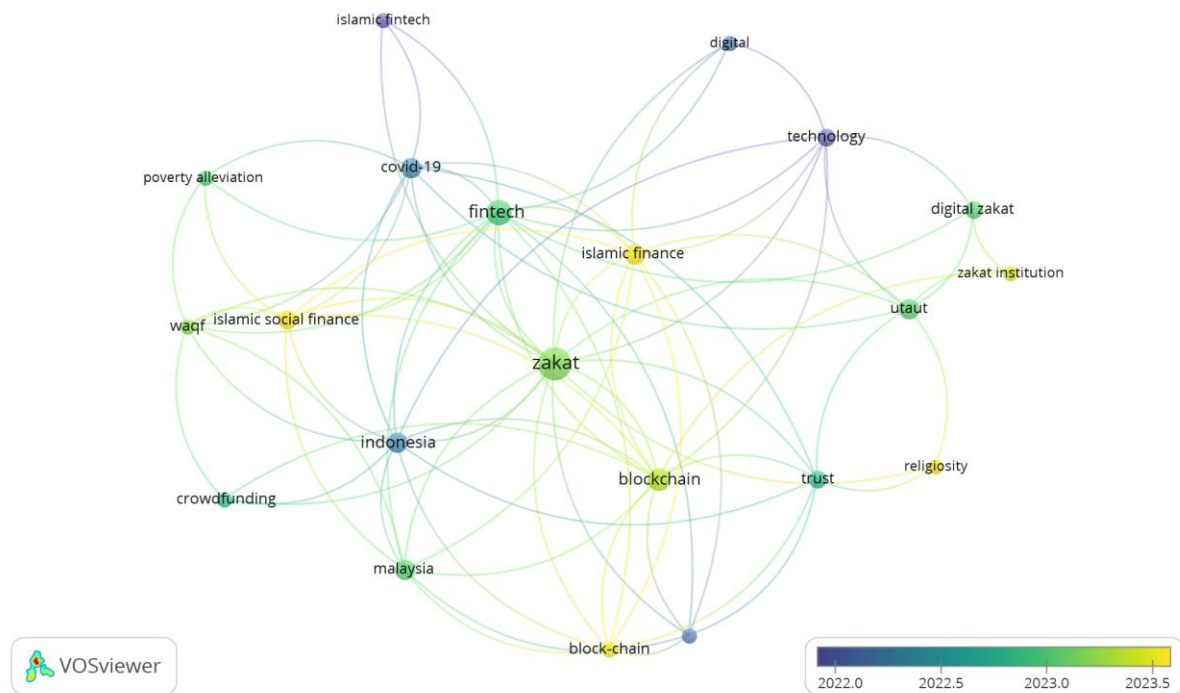 islamic fintech
digital
technology
covid-19
poverty alleviation
fintech
digital zakat
islamic finance
zakat institution
utaut
waqf
islamic social finance
zakat
indonesia
religiosity
blockchain
trust
crowdfunding
malaysia
block-chain
VOSviewer
2022.0 2022.5 2023.0 2023.5